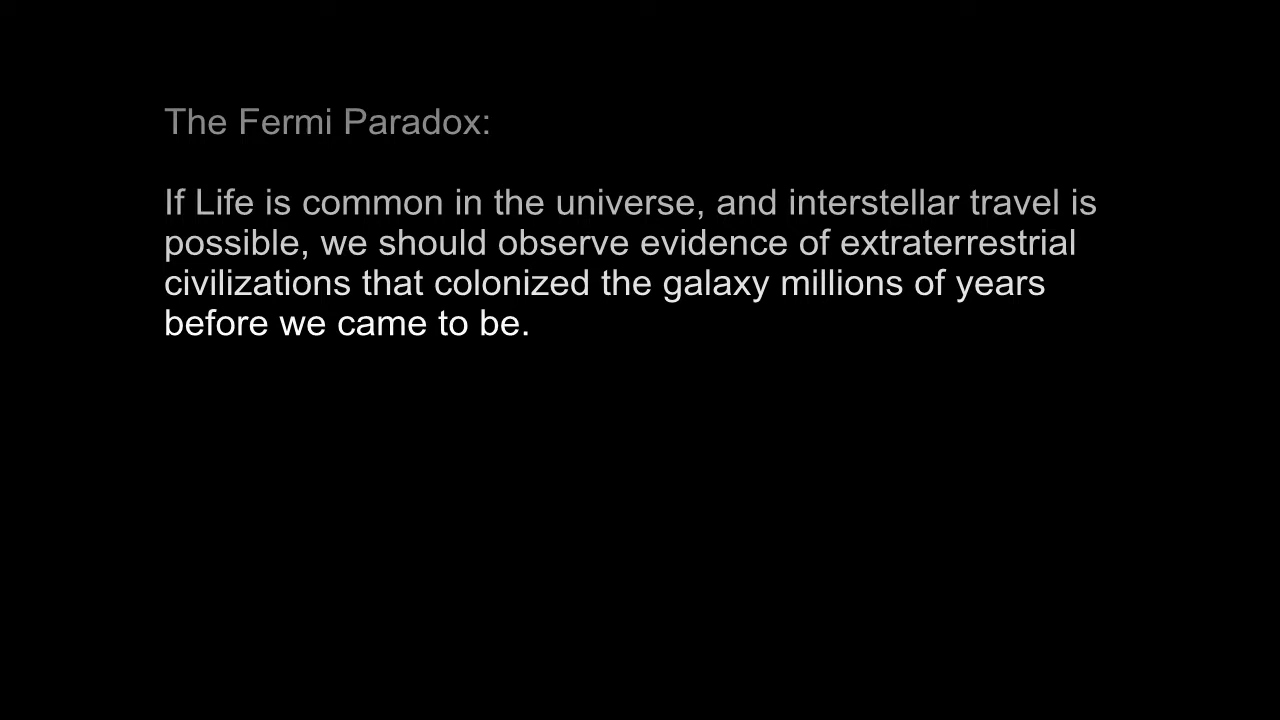 The Fermi Paradox:
If Life is common in the universe, and interstellar travel is
possible, we should observe evidence of extraterrestrial
civilizations that colonized the galaxy millions of years
before we came to be.